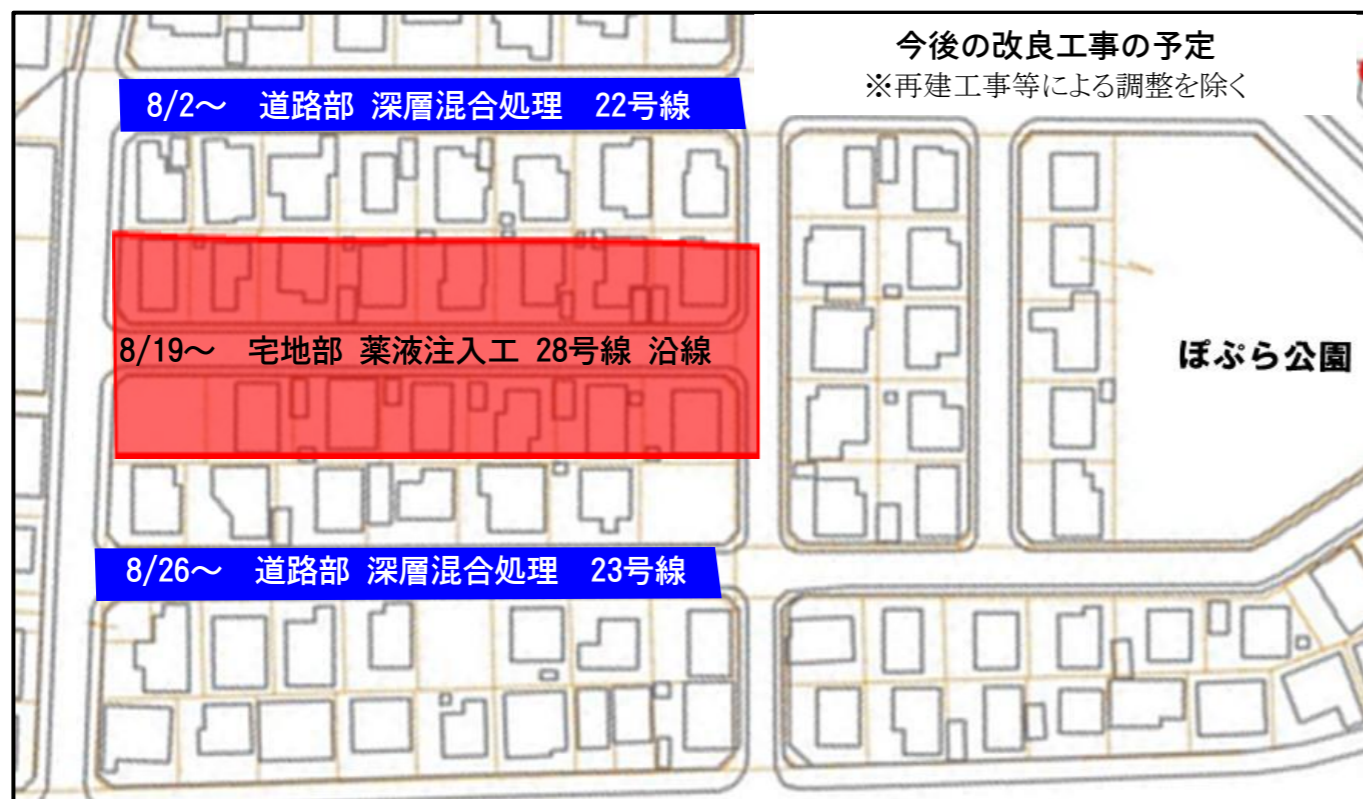 今後の改良工事の予定
※再建工事等による調整を除く
8/2～　道路部 深層混合処理　22号線
8/19～　宅地部 薬液注入工 28号線 沿線
ぽぷら公園
8/26～　道路部 深層混合処理　23号線